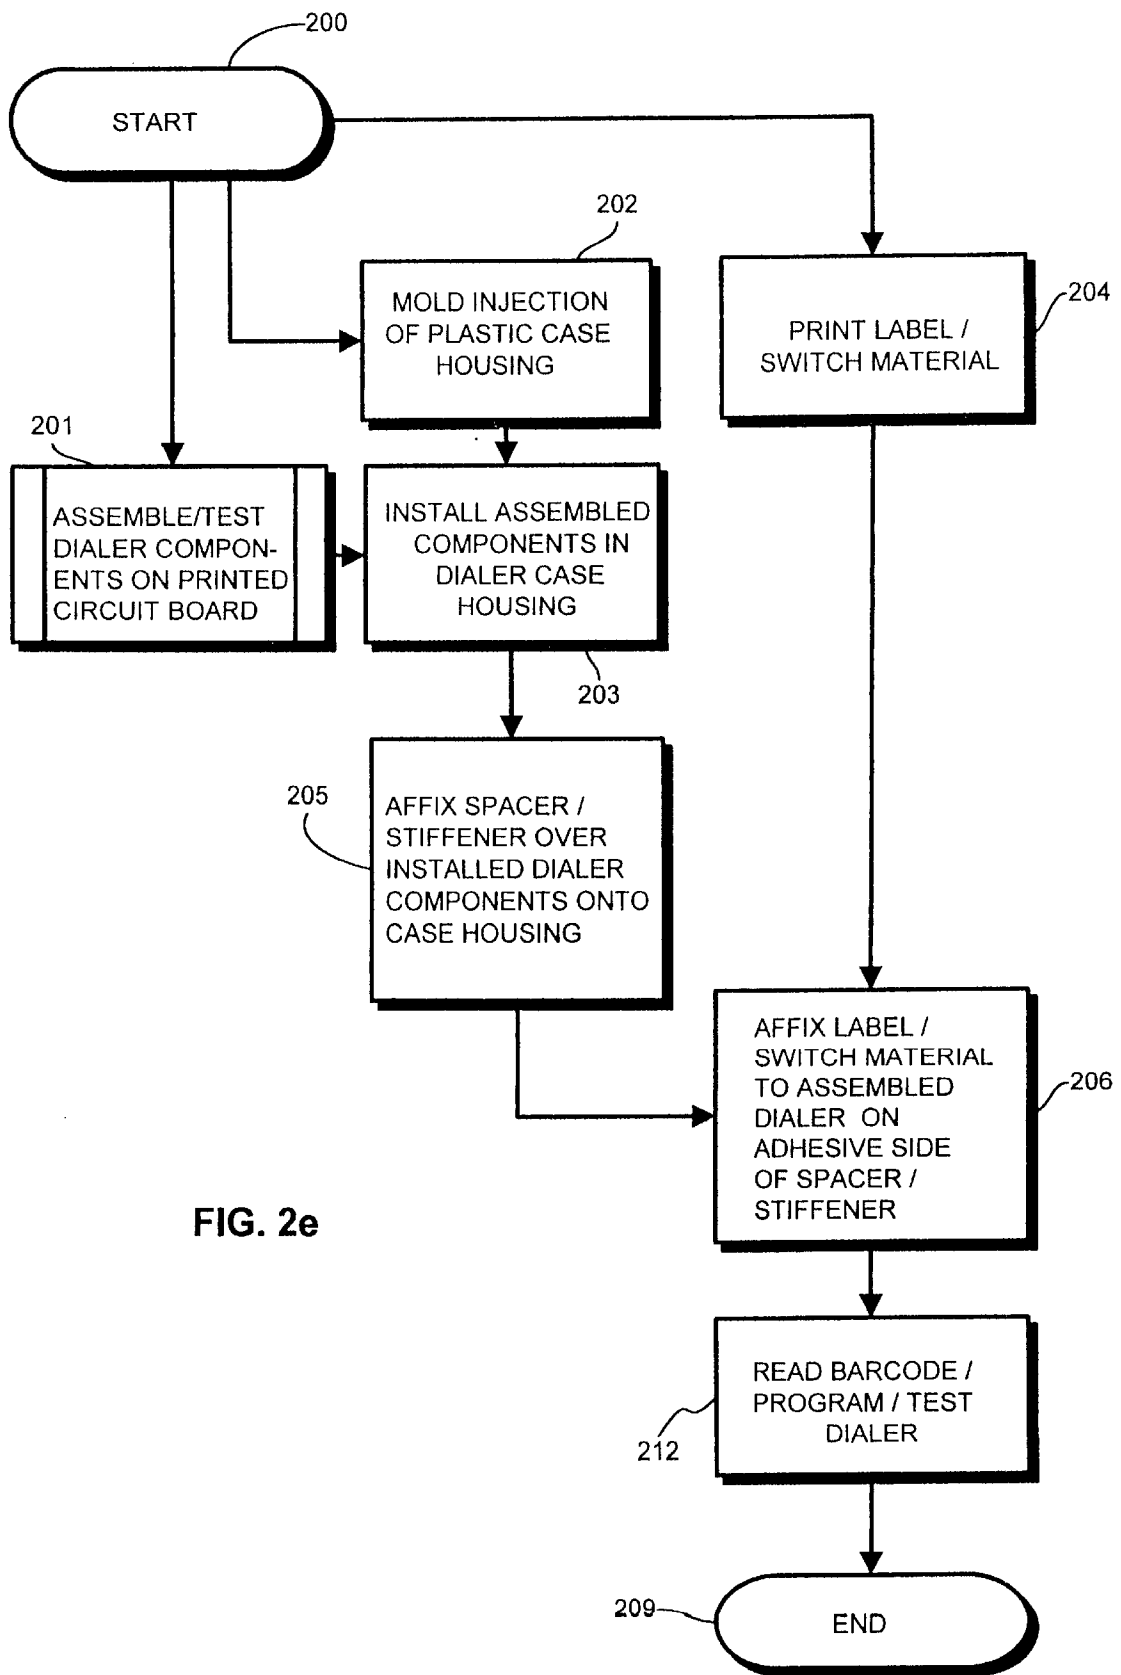 200
START
202
MOLD INJECTION
OF PLASTIC CASE
HOUSING
204
PRINT LABEL /
SWITCH MATERIAL
201
ASSEMBLE/TEST
DIALER COMPON-
ENTS ON PRINTED
CIRCUIT BOARD
INSTALL ASSEMBLED
COMPONENTS IN
DIALER CASE
HOUSING
203
205
AFFIX SPACER /
STIFFENER OVER
INSTALLED DIALER
COMPONENTS ONTO
CASE HOUSING
AFFIX LABEL /
SWITCH MATERIAL
TO ASSEMBLED
DIALER ON
ADHESIVE SIDE
OF SPACER /
STIFFENER
206
FIG. 2e
READ BARCODE /
PROGRAM / TEST
DIALER
212
209
END